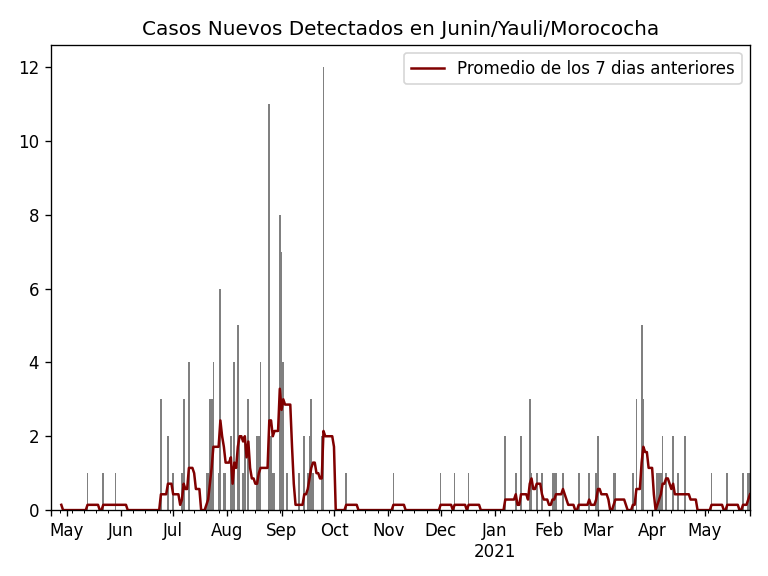 Casos Nuevos Detectados en Junin/Yauli/Morococha
Promedio de los 7 dias anteriores
12
10
8
6
4
2
0
May Jun Jul Aug Sep Oct Nov Dec Jan Feb Mar Apr May
2021